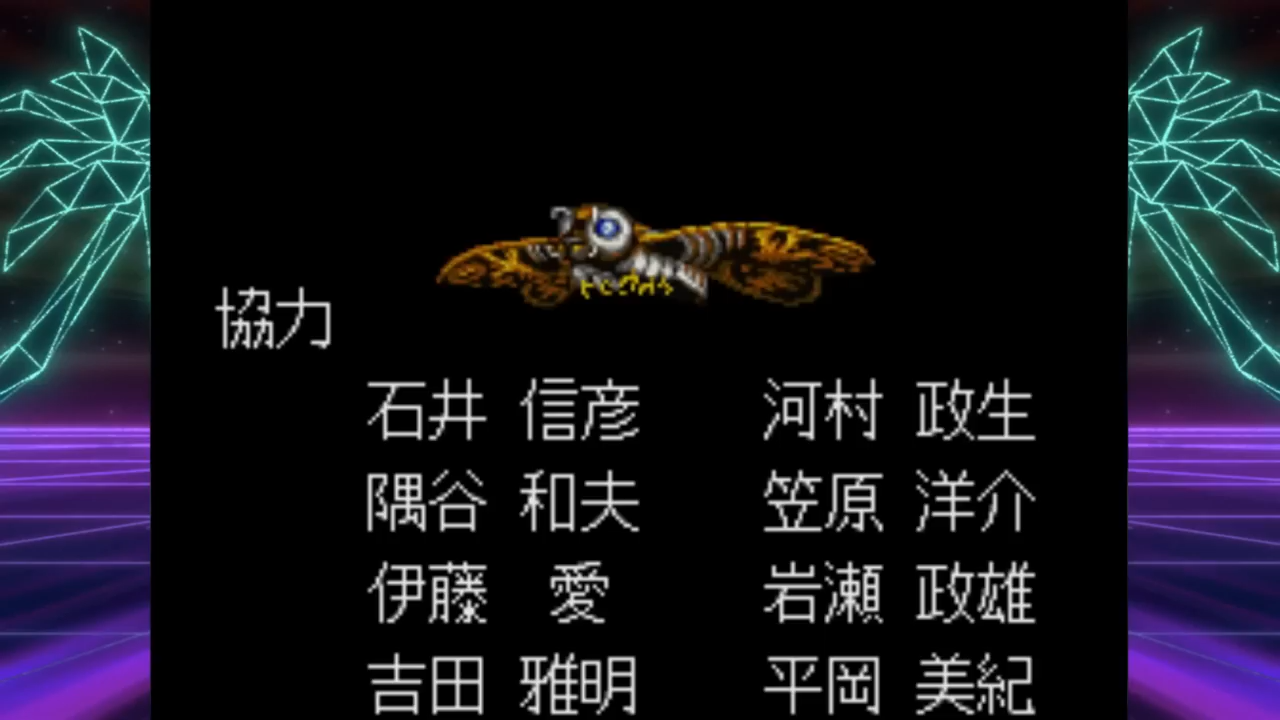 協力
石井 信彦 河村 政生
隅谷 和夫 笠原 洋介
伊藤 愛 岩瀬 政雄
吉田 雅明 平岡 美紀